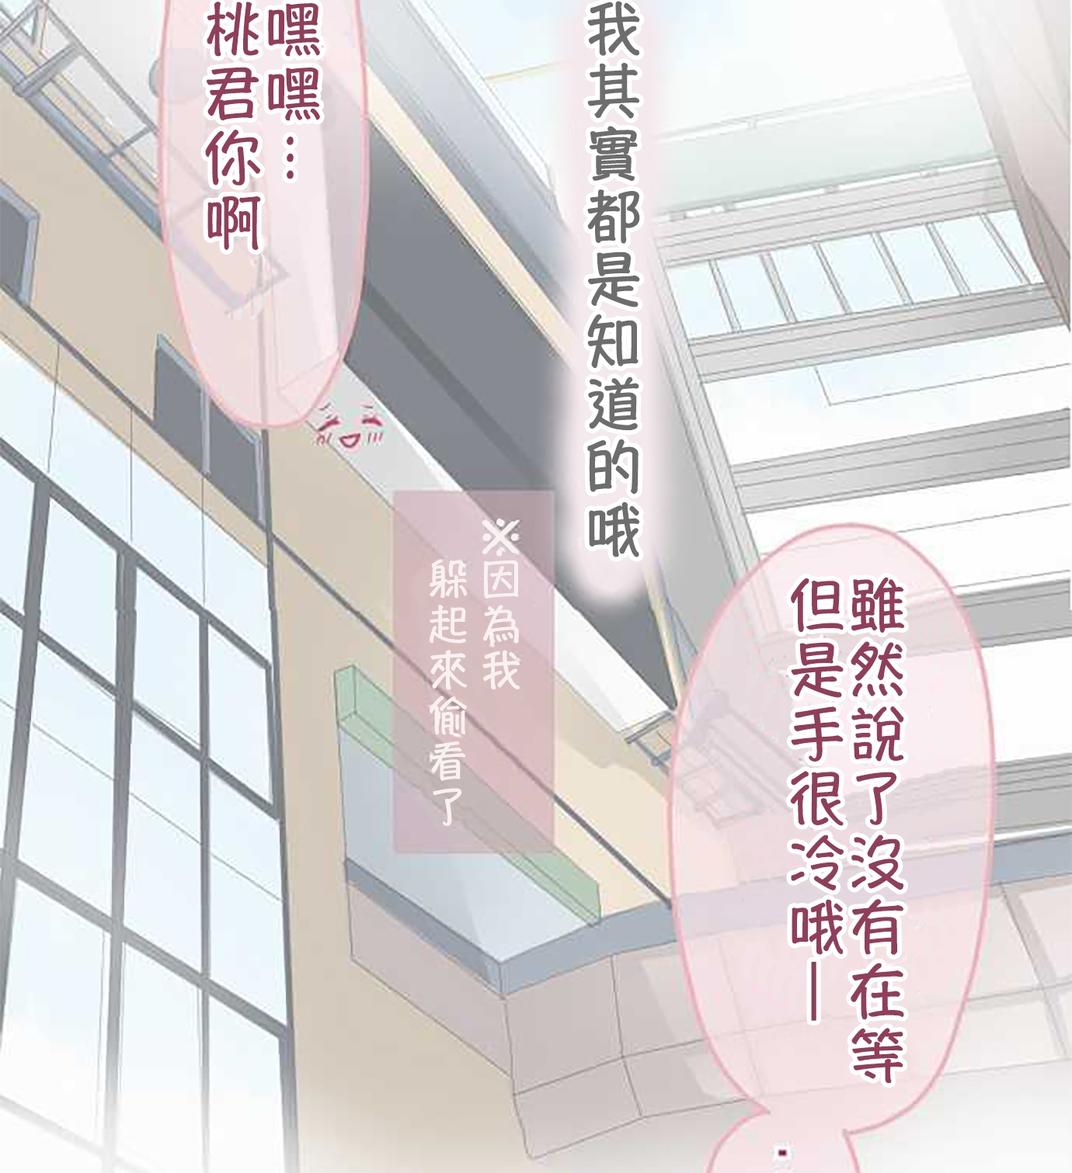 雖然說了沒有在等
但是手很冷哦—
我其實都是知道的哦
※因為我
躲起來偷看了
嘿嘿…
桃君你啊